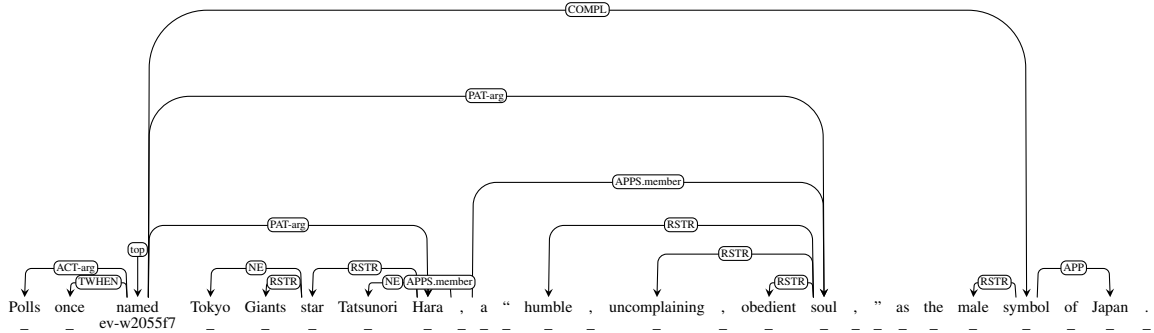 COMPL
PAT-arg
APPS.member
PAT-arg RSTR
top RSTR
ACT-arg NE RSTR
TWHEN RSTR NE APPS.member RSTR RSTR APP
Polls once named Tokyo Giants star Tatsunori Hara , a “ humble , uncomplaining , obedient soul , ” as the male symbol of Japan .
_ _ ev-w2055f7 _ _ _ _ _ _ _ _ _ _ _ _ _ _ _ _ _ _ _ _ _ _ _